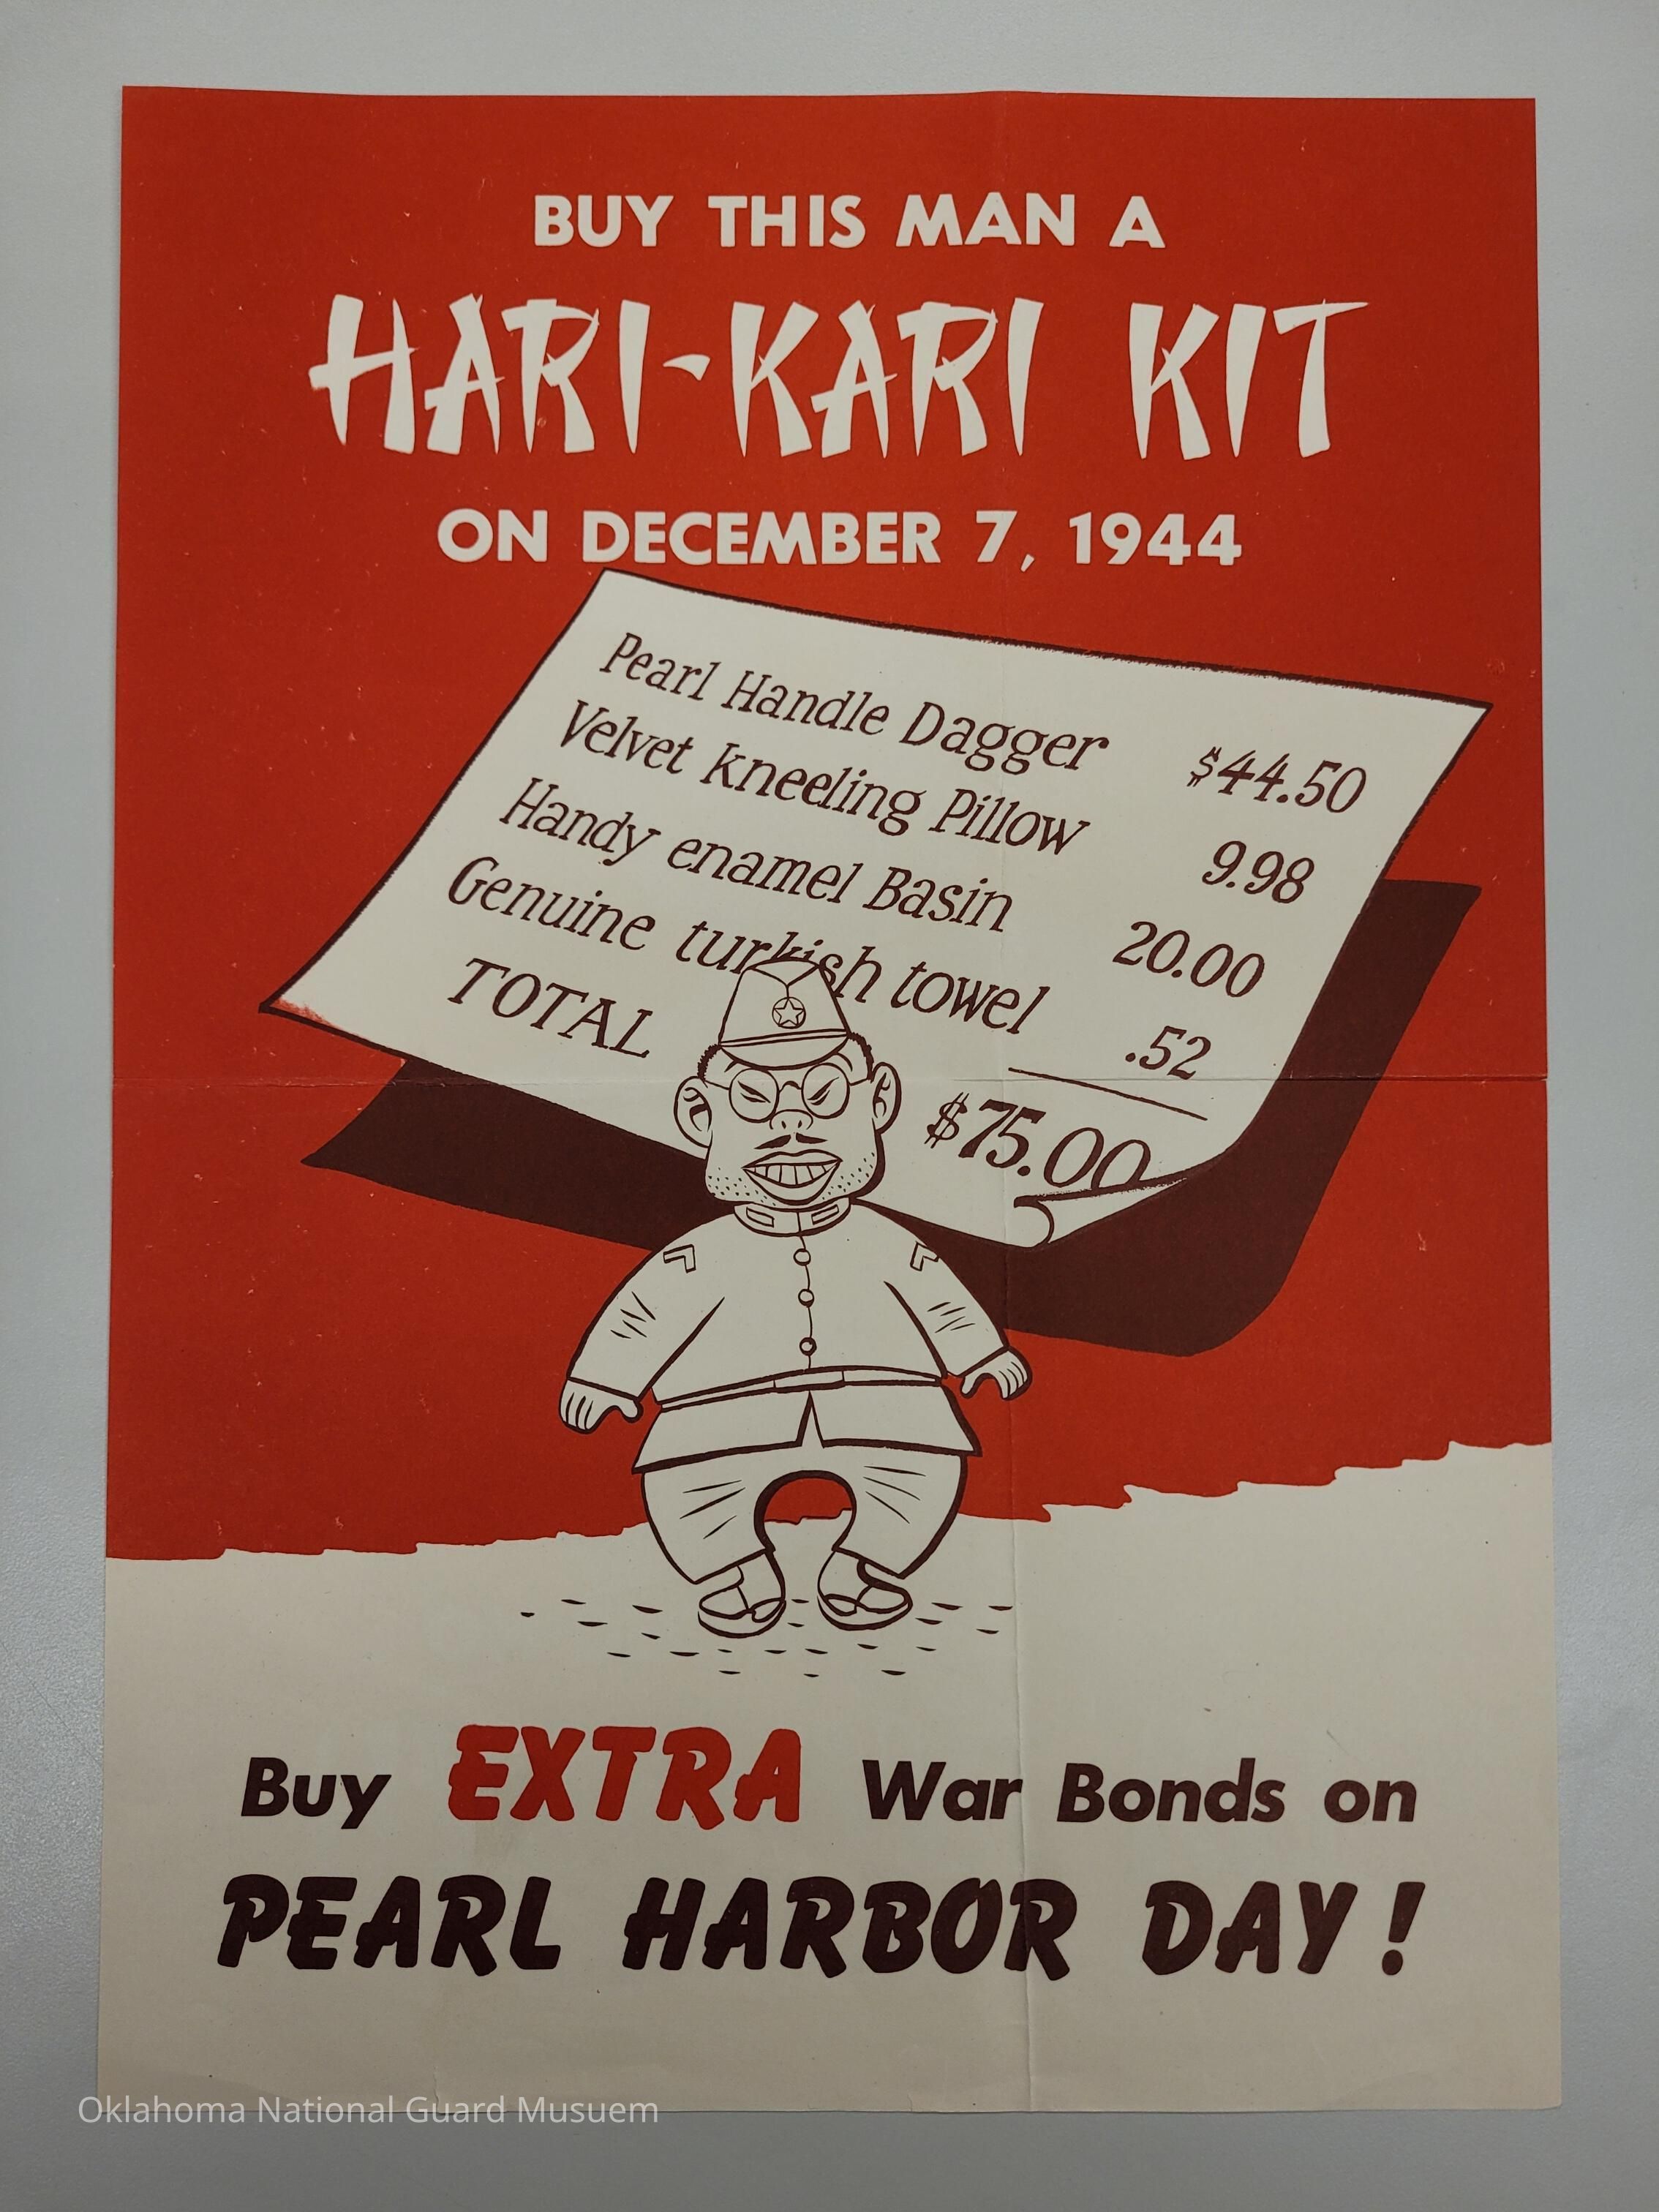 BUY THIS MAN A
HARI-KARI KIT
ON DECEMBER 7, 1944
Pearl Handle Dagger $44.50
Velvet kneeling Pillow 9.98
Handy enamel Basin 20.00
Genuine turkish towel .52
TOTAL $75.00
Buy EXTRA War Bonds on
PEARL HARBOR DAY!
Oklahoma National Guard Musuem